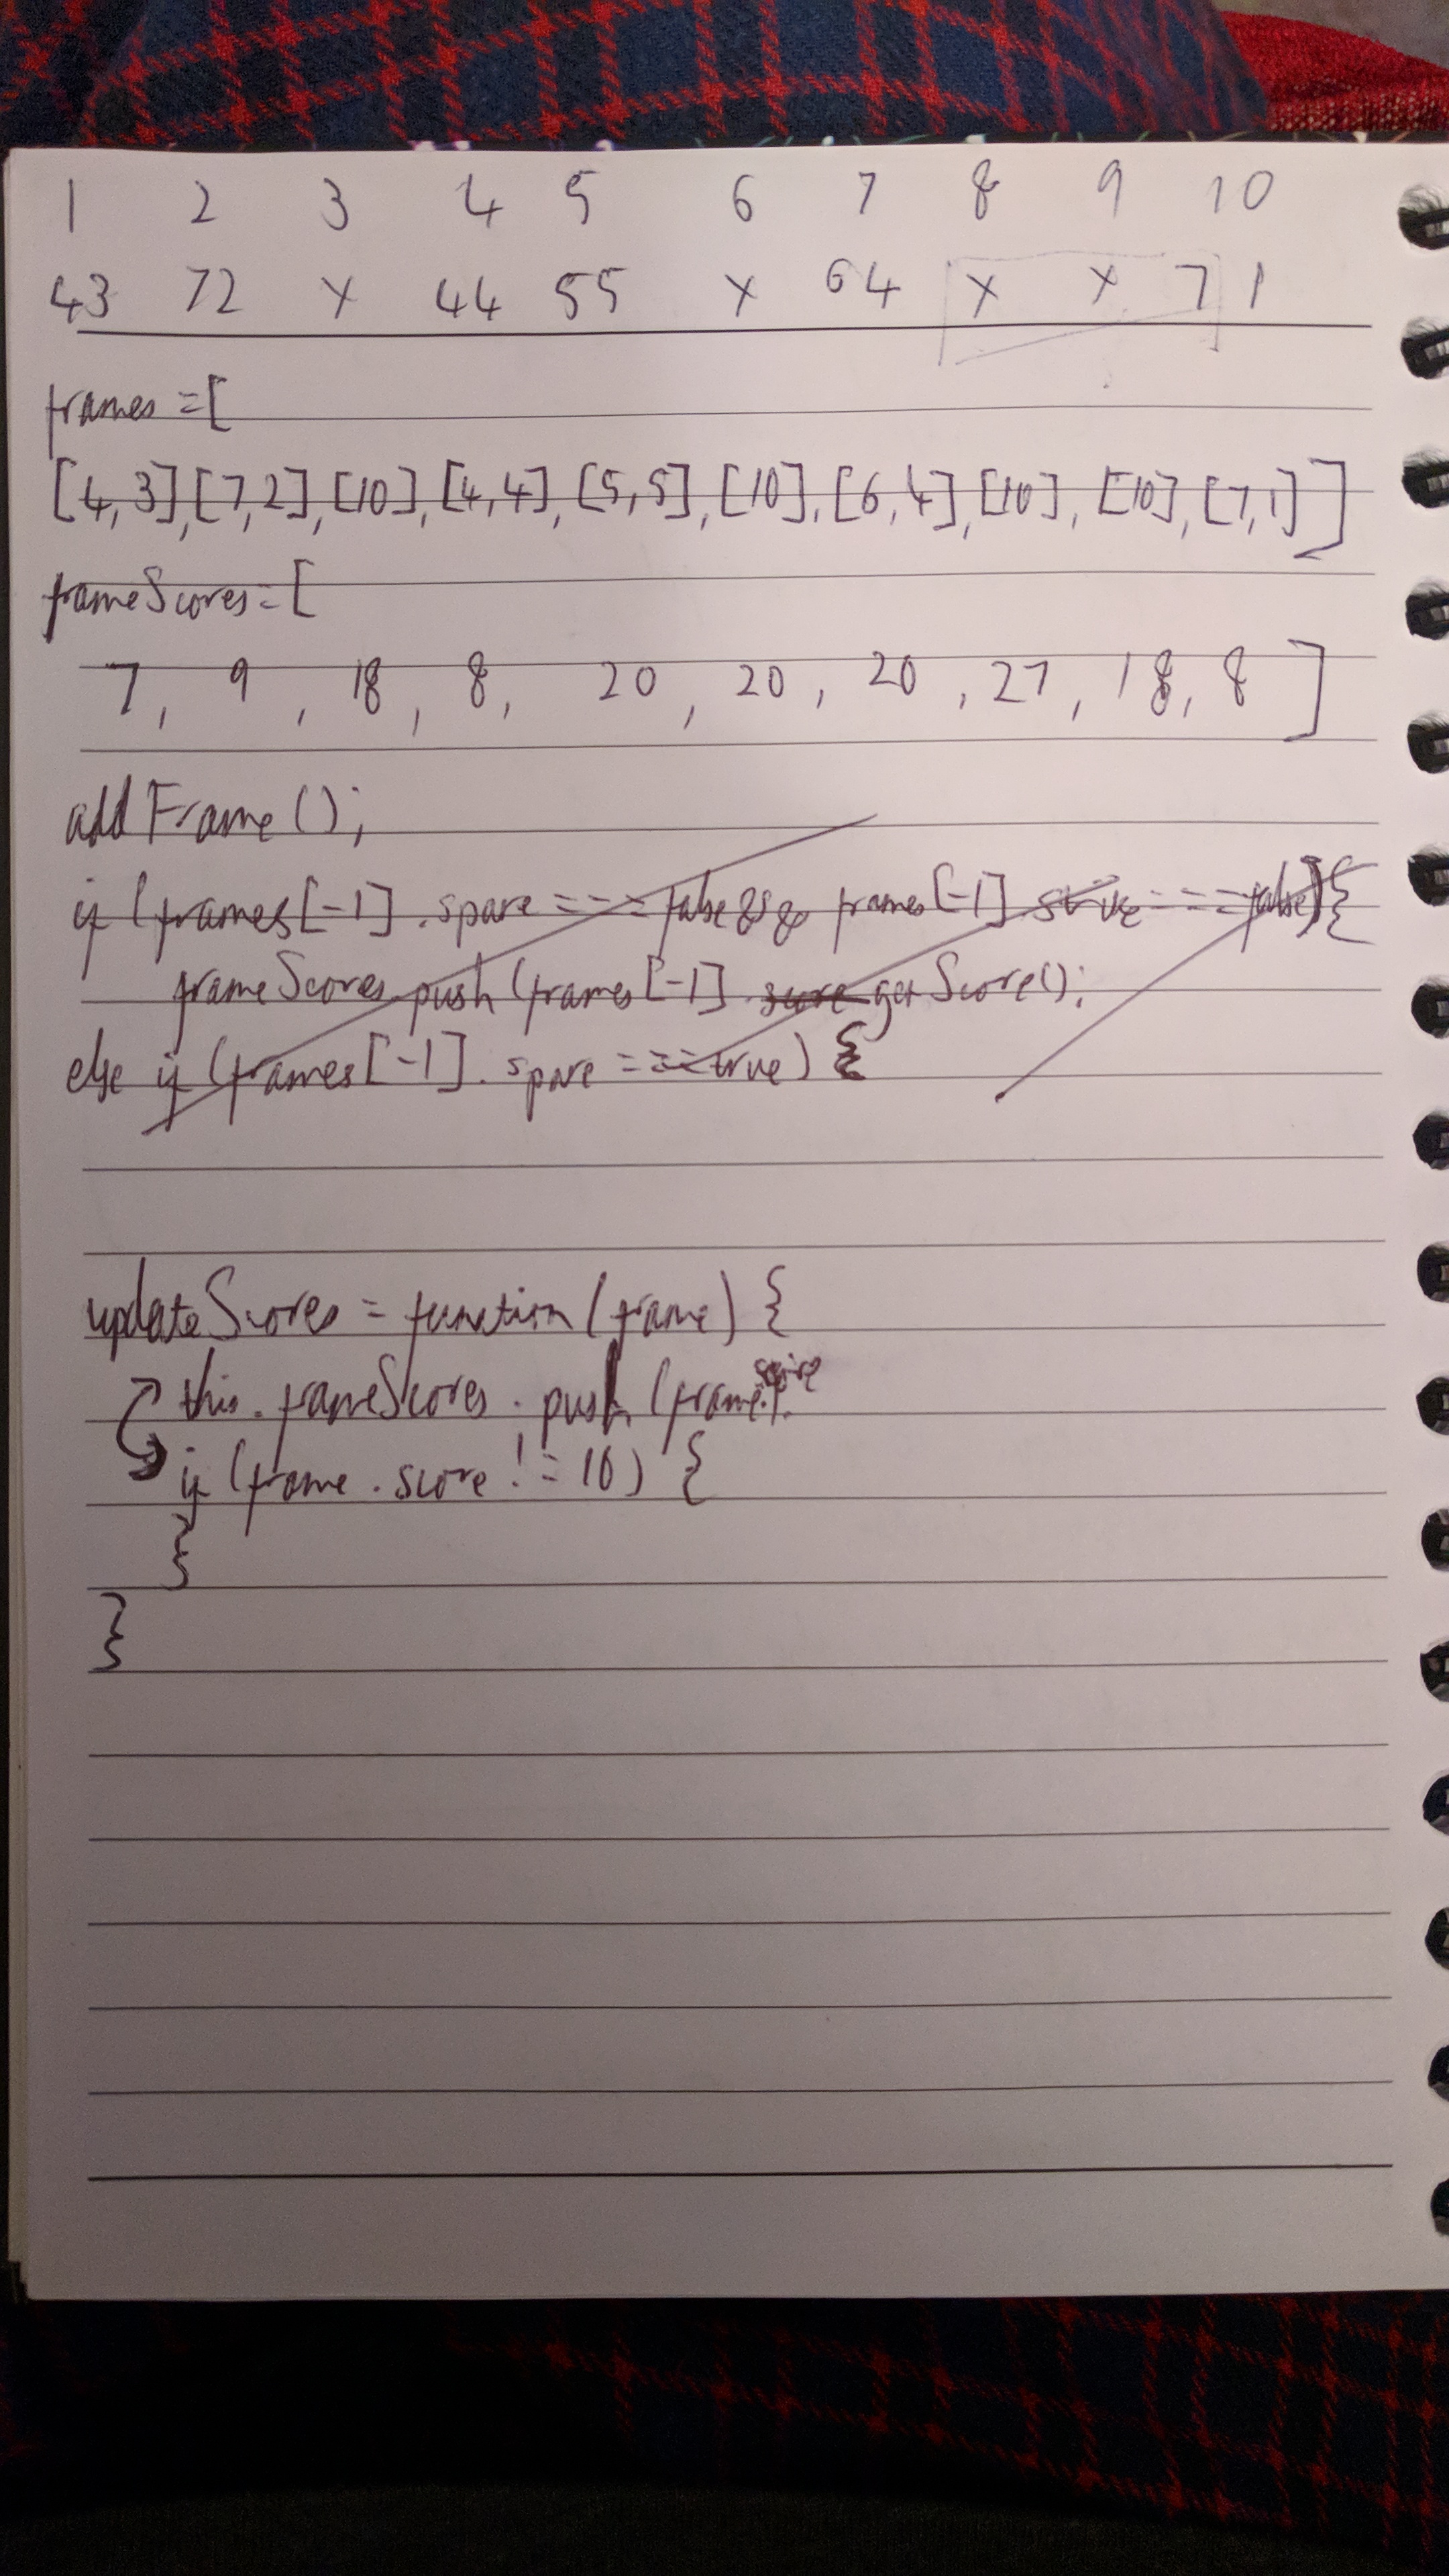 1 2 3 4 5 6 7 8 9 10
43 72 X 44 55 X 64 X X 71
frames = [
[4,3],[7,2],[10],[4,4],[5,5],[10],[6,4],[10],[10],[7,1]]
frameScores = [
7, 9, 18, 8, 20, 20, 20, 27, 18, 8]
addFrame();
if (frames[-1].spare === false && frames[-1] === false) {
frameScores.push(frames[-1].score getScore();
else if (frames[-1].spare === true) {
updateScores = function(frame) {
this.frameScores.push(frame.score).
if (frame.score != 10) {
}
}